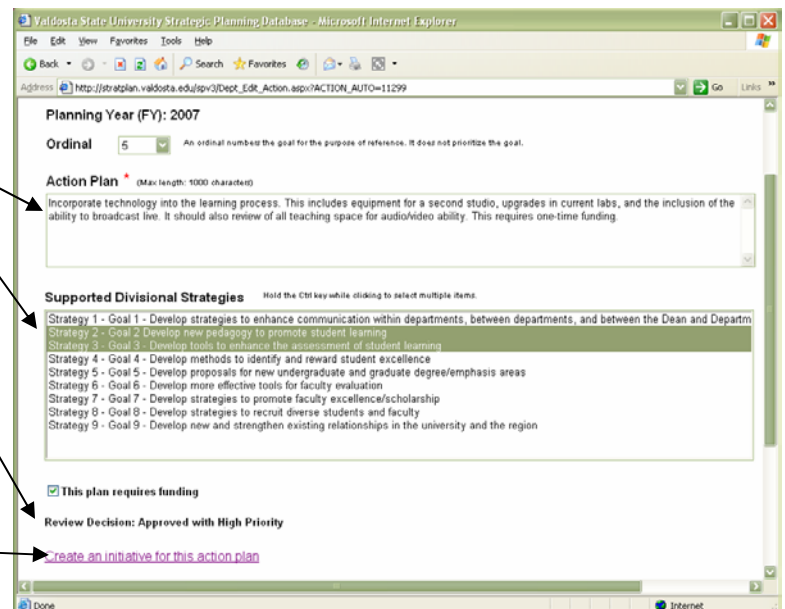 Valdosta State University Strategic Planning Database - Microsoft Internet Explorer
File Edit View Favorites Tools Help
Back Search Favorites
Address http://stratplan.valdosta.edu/spv3/Dept_Edit_Action.aspx?ACTION_AUTO=11299 Go Links »
Planning Year (FY): 2007
Ordinal 5 An ordinal numbers the goal for the purpose of reference. It does not prioritize the goal.
Action Plan * (Max length: 1000 characters)
Incorporate technology into the learning process. This includes equipment for a second studio, upgrades in current labs, and the inclusion of the
ability to broadcast live. It should also review of all teaching space for audio/video ability. This requires one-time funding.
Supported Divisional Strategies Hold the Ctrl key while clicking to select multiple items.
Strategy 1 - Goal 1 - Develop strategies to enhance communication within departments, between departments, and between the Dean and Departm
Strategy 2 - Goal 2 Develop new pedagogy to promote student learning
Strategy 3 - Goal 3 - Develop tools to enhance the assessment of student learning
Strategy 4 - Goal 4 - Develop methods to identify and reward student excellence
Strategy 5 - Goal 5 - Develop proposals for new undergraduate and graduate degree/emphasis areas
Strategy 6 - Goal 6 - Develop more effective tools for faculty evaluation
Strategy 7 - Goal 7 - Develop strategies to promote faculty excellence/scholarship
Strategy 8 - Goal 8 - Develop strategies to recruit diverse students and faculty
Strategy 9 - Goal 9 - Develop new and strengthen existing relationships in the university and the region
This plan requires funding
Review Decision: Approved with High Priority
Create an initiative for this action plan
Done Internet